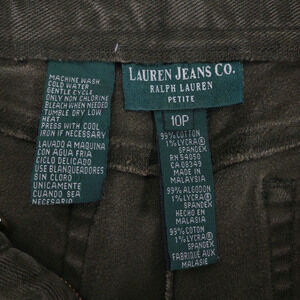 MACHINE WASH
COLD WATER
GENTLE CYCLE
ONLY NON CHLORINE
BLEACH WHEN NEEDED
TUMBLE DRY LOW
HEAT
PRESS WITH COOL
IRON IF NECESSARY
LAVADO A MAQUINA
CON AGUA FRIA
CICLO DELICADO
USE BLANQUEADORES
SIN CLORO
UNICAMENTE
CUANDO SEA
NECESARIO
LAUREN JEANS CO.
RALPH LAUREN
PETITE
10P
99% COTTON
1% LYCRA®
SPANDEX
RN 54050
CA 09348
MADE IN
MALAYSIA
99% ALGODON
1% LYCRA®
SPANDEX
HECHO EN
MALASIA
99% COTON
1% LYCRA®
SPANDEX
FABRIQUE AUX
MALAISIE